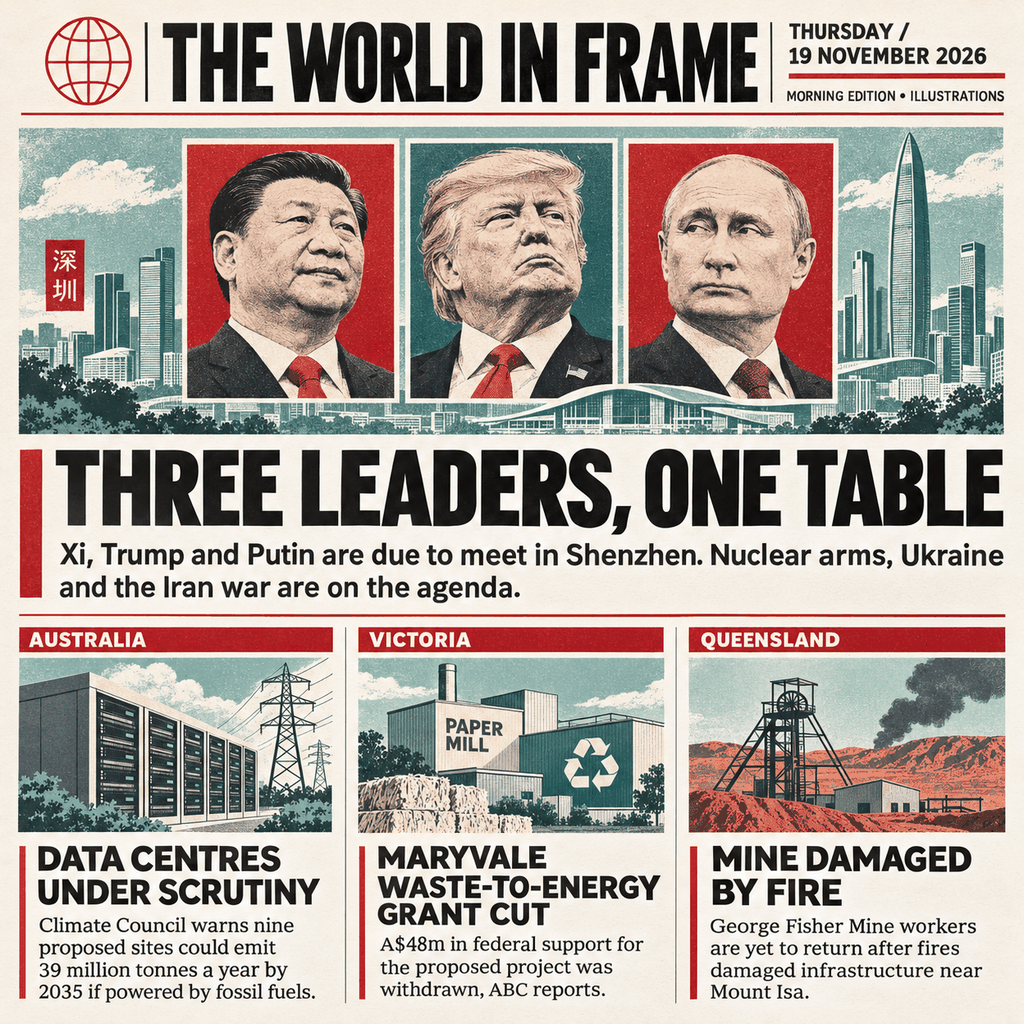 THE WORLD IN FRAME
THURSDAY /
19 NOVEMBER 2026
MORNING EDITION • ILLUSTRATIONS
深
圳
THREE LEADERS, ONE TABLE
Xi, Trump and Putin are due to meet in Shenzhen. Nuclear arms, Ukraine
and the Iran war are on the agenda.
AUSTRALIA
DATA CENTRES
UNDER SCRUTINY
Climate Council warns nine
proposed sites could emit
39 million tonnes a year by
2035 if powered by fossil fuels.
VICTORIA
PAPER
MILL
MARYVALE
WASTE-TO-ENERGY
GRANT CUT
A$48m in federal support for
the proposed project was
withdrawn, ABC reports.
QUEENSLAND
MINE DAMAGED
BY FIRE
George Fisher Mine workers
are yet to return after fires
damaged infrastructure near
Mount Isa.